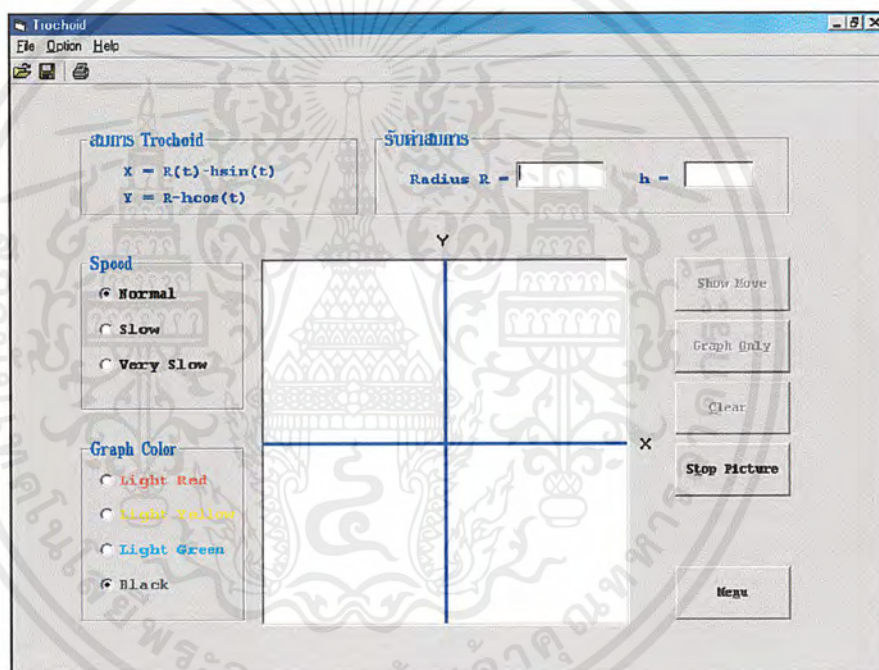 Trochoid
File Option Help
สมการ Trochoid
X = R(t)-hsin(t)
Y = R-hcos(t)
รับค่าสมการ
Radius R =
h =
Speed
Normal
Slow
Very Slow
Graph Color
Light Red
Light Yellow
Light Green
Black
Y
X
Show Move
Graph Only
Clear
Stop Picture
Menu